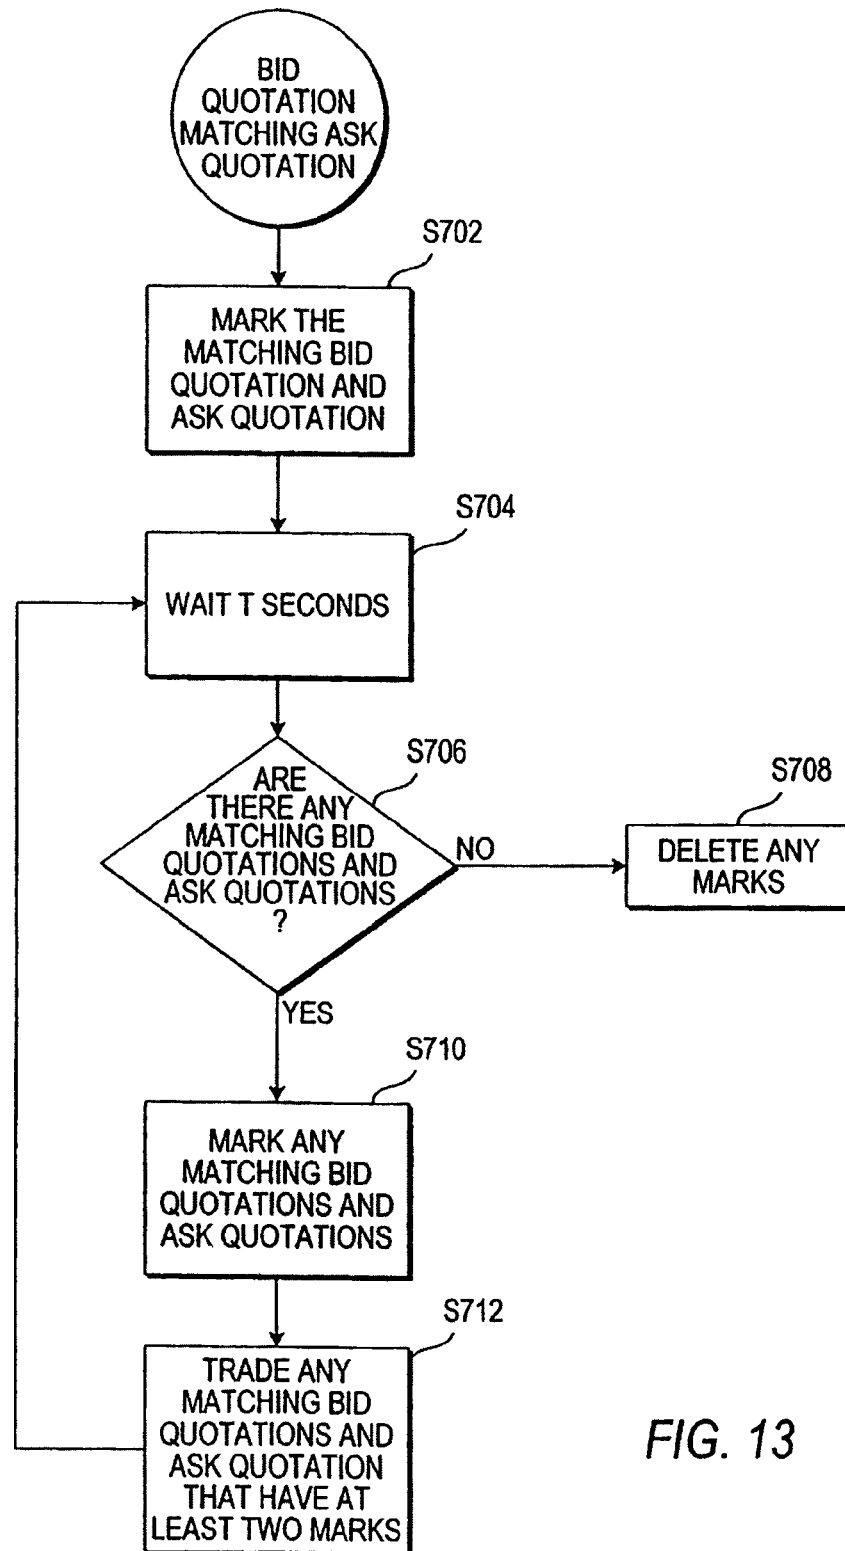 BID
QUOTATION
MATCHING ASK
QUOTATION
S702
MARK THE
MATCHING BID
QUOTATION AND
ASK QUOTATION
S704
WAIT T SECONDS
S706
ARE
THERE ANY
MATCHING BID
QUOTATIONS AND
ASK QUOTATIONS
?
NO
S708
DELETE ANY
MARKS
YES
S710
MARK ANY
MATCHING BID
QUOTATIONS AND
ASK QUOTATIONS
S712
TRADE ANY
MATCHING BID
QUOTATIONS AND
ASK QUOTATION
THAT HAVE AT
LEAST TWO MARKS
FIG. 13